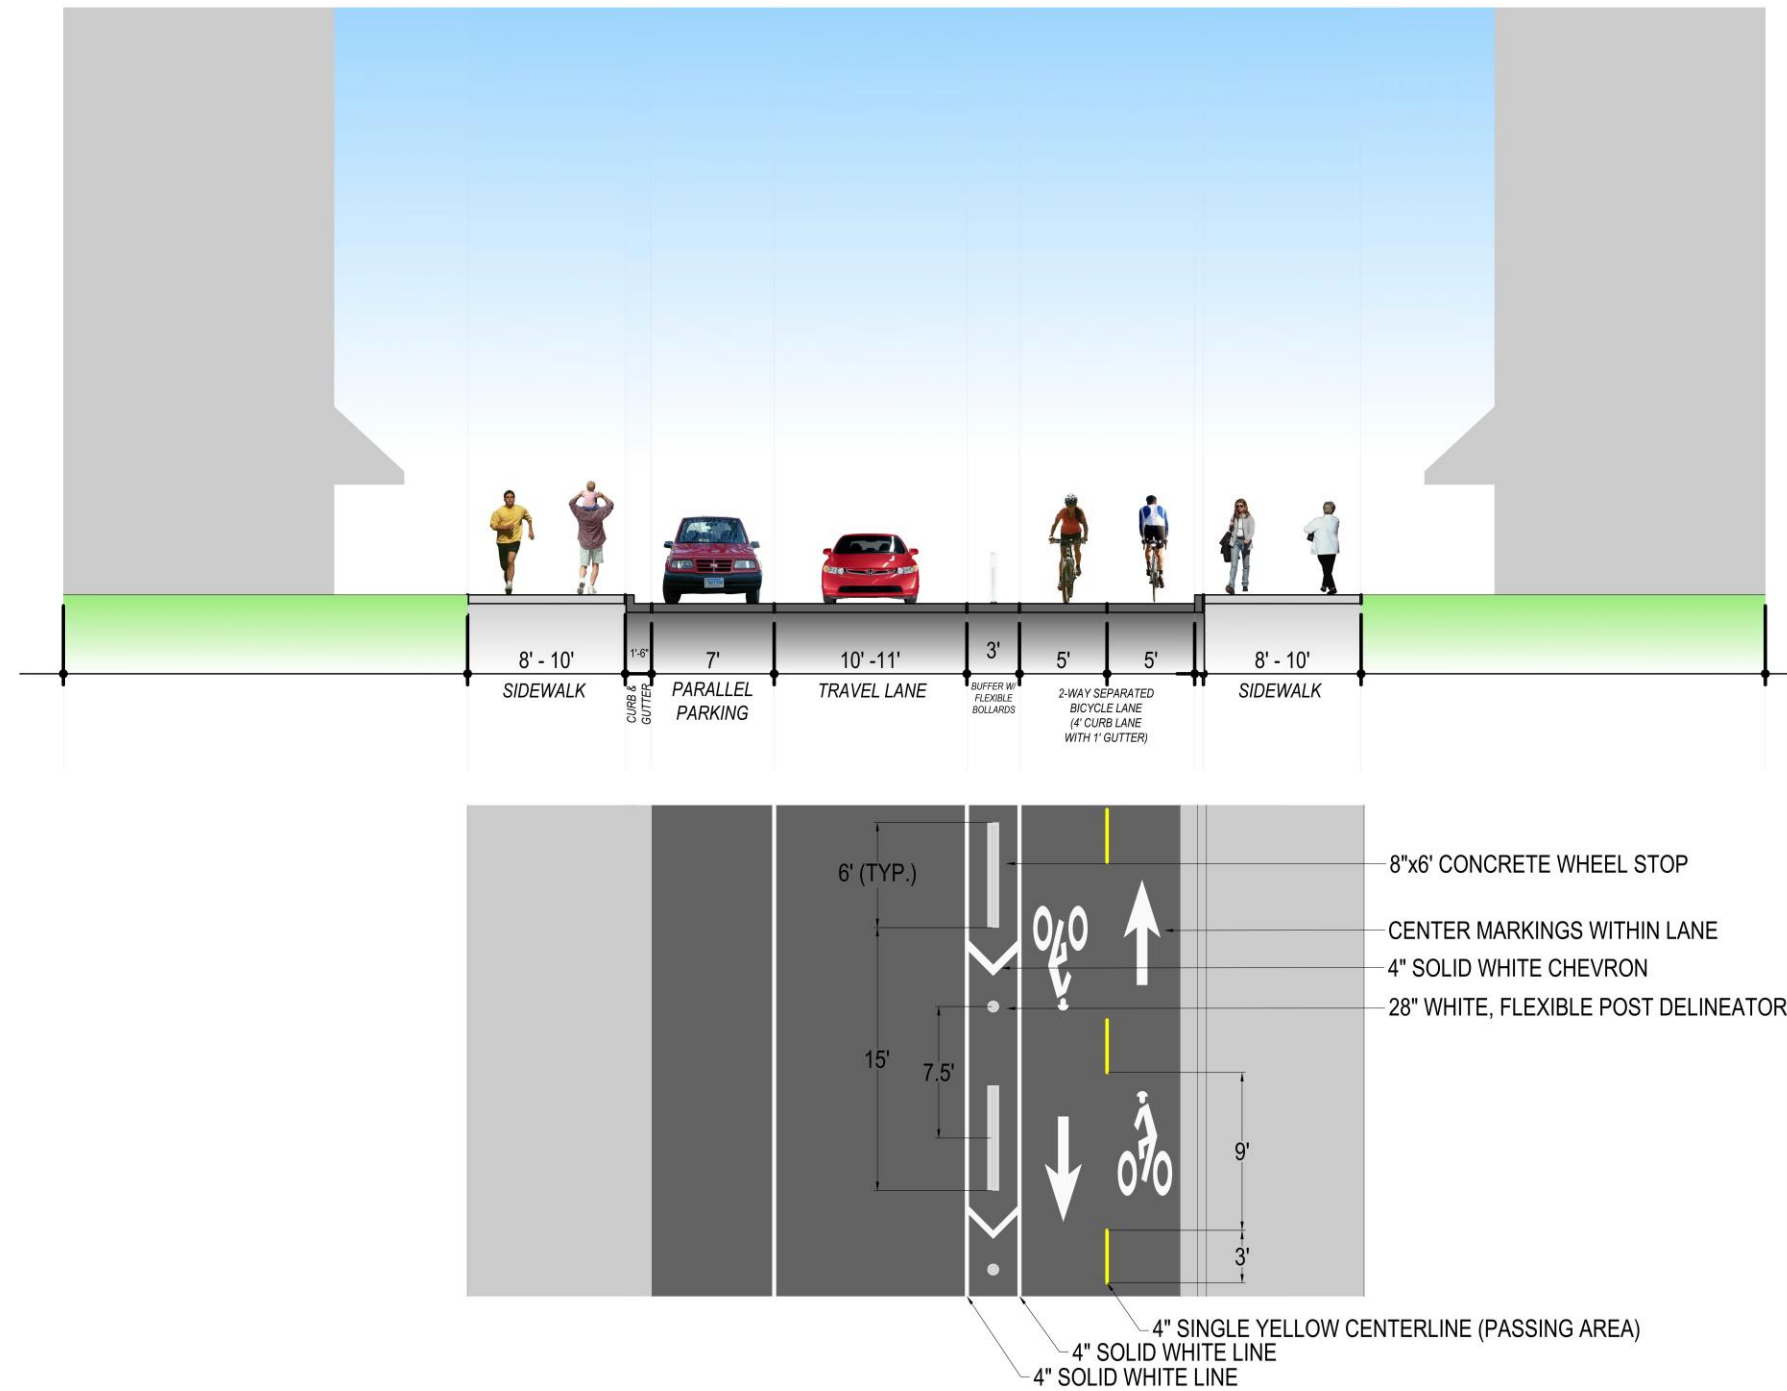 8' - 10'
1'-6"
7'
10' -11'
3'
5'
5'
8' - 10'
SIDEWALK
CURB &
GUTTER
PARALLEL
PARKING
TRAVEL LANE
BUFFER W/
FLEXIBLE
BOLLARDS
2-WAY SEPARATED
BICYCLE LANE
(4' CURB LANE
WITH 1' GUTTER)
SIDEWALK
6' (TYP.)
15'
7.5'
9'
3'
8"x6' CONCRETE WHEEL STOP
CENTER MARKINGS WITHIN LANE
4" SOLID WHITE CHEVRON
28" WHITE, FLEXIBLE POST DELINEATOR
4" SINGLE YELLOW CENTERLINE (PASSING AREA)
4" SOLID WHITE LINE
4" SOLID WHITE LINE